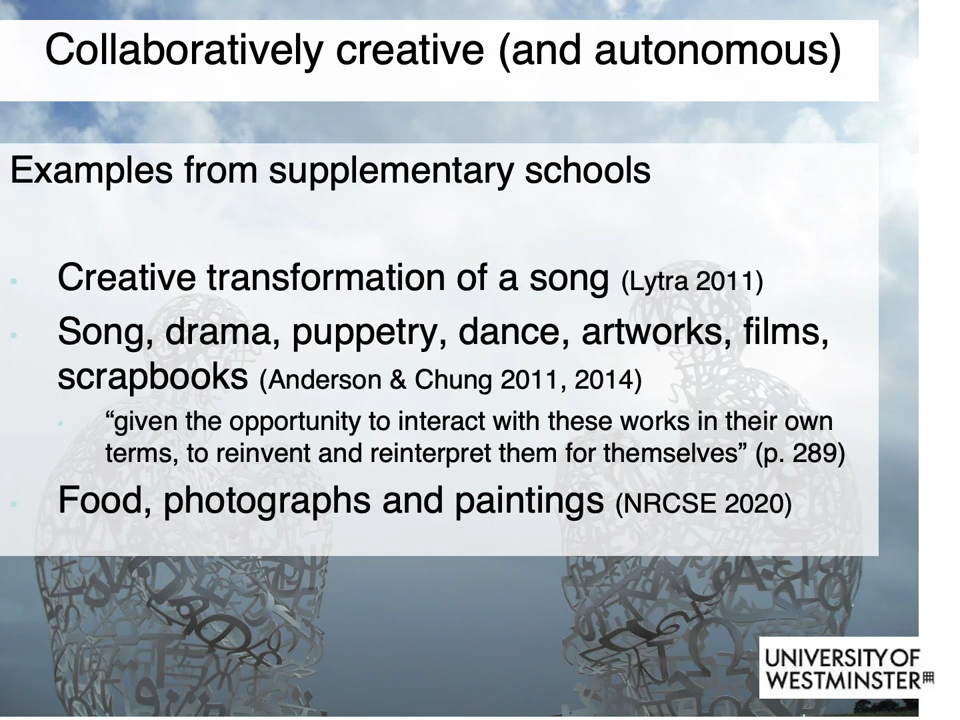 Collaboratively creative (and autonomous)
Examples from supplementary schools
Creative transformation of a song (Lytra 2011)
Song, drama, puppetry, dance, artworks, films,
scrapbooks (Anderson & Chung 2011, 2014)
“given the opportunity to interact with these works in their own
terms, to reinvent and reinterpret them for themselves” (p. 289)
Food, photographs and paintings (NRCSE 2020)
UNIVERSITY OF
WESTMINSTER